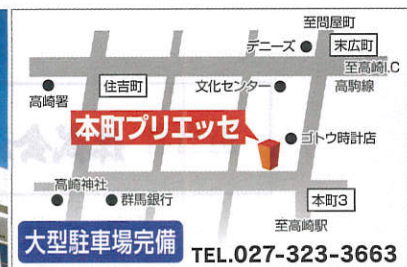 至問屋町
デニーズ
末広町
至高崎I.C
高崎署
住吉町
文化センター
高駒線
本町プリエッセ
ゴトウ時計店
高崎神社
群馬銀行
本町3
至高崎駅
大型駐車場完備
TEL.027-323-3663